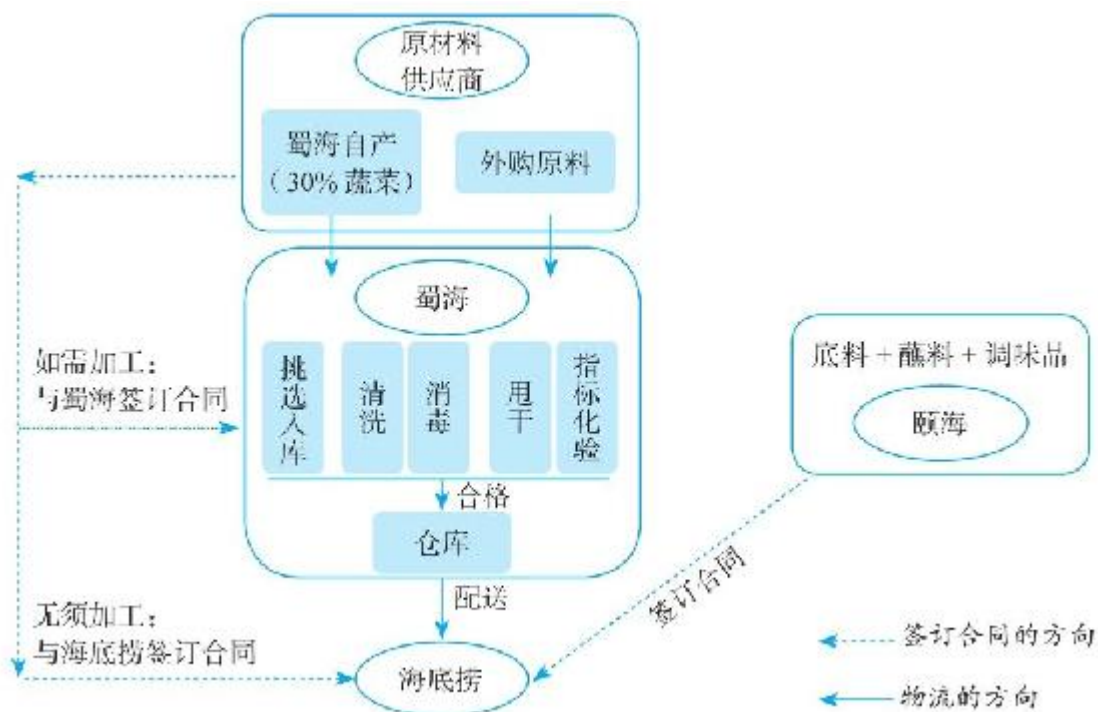 原材料
供应商
蜀海自产
（30% 蔬菜）
外购原料
蜀海
挑选入库
清洗
消毒
甩干
指标化验
合格
仓库
配送
海底捞
如需加工：
与蜀海签订合同
无须加工：
与海底捞签订合同
底料+蘸料+调味品
颐海
签订合同
签订合同的方向
物流的方向